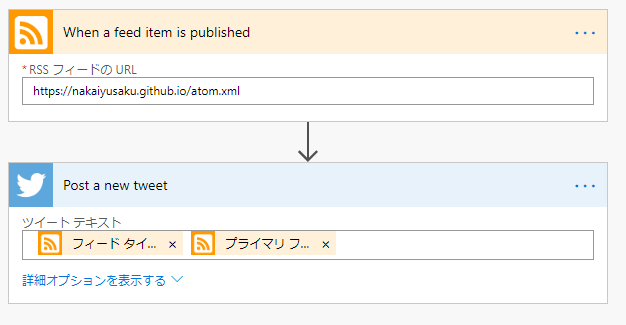 When a feed item is published
* RSS フィードの URL
https://nakaiyusaku.github.io/atom.xml
Post a new tweet
ツイート テキスト
フィード タイ... × プライマリ フ... ×
詳細オプションを表示する